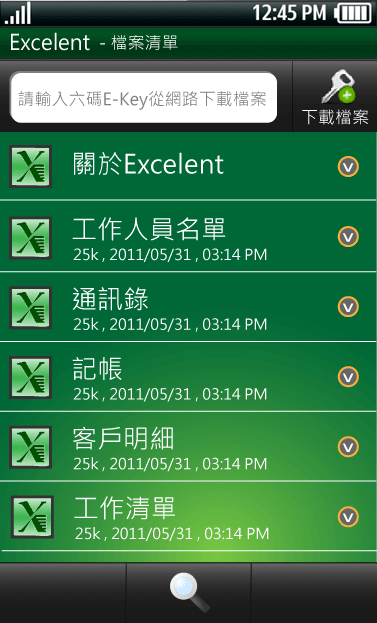 12:45 PM
Excelent - 檔案清單
請輸入六碼E-Key從網路下載檔案
下載檔案
關於Excelent
工作人員名單
25k , 2011/05/31 , 03:14 PM
通訊錄
25k , 2011/05/31 , 03:14 PM
記帳
25k , 2011/05/31 , 03:14 PM
客戶明細
25k , 2011/05/31 , 03:14 PM
工作清單
25k , 2011/05/31 , 03:14 PM